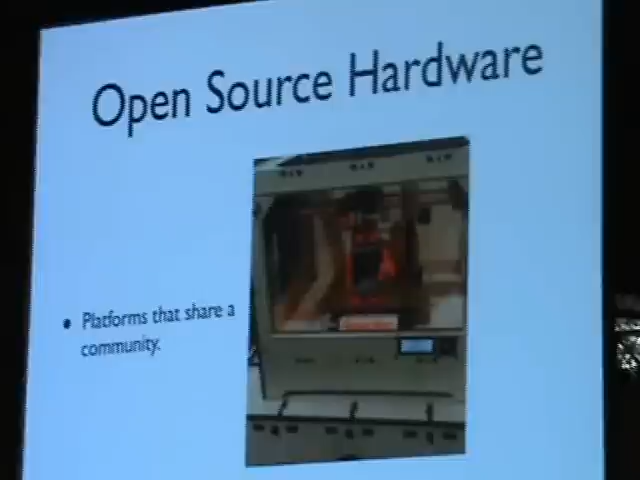 Open Source Hardware
• Platforms that share a
community.